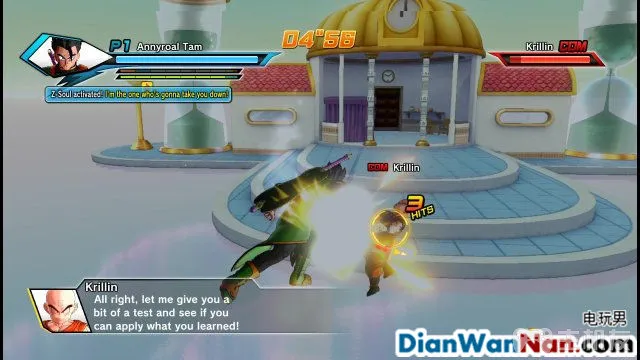 P1 Annyroal Tam
04"56
Krillin COM
Z-Soul activated: I'm the one who's gonna take you down!
COM Krillin
3
HITS
Krillin
All right, let me give you a
bit of a test and see if you
can apply what you learned!
电玩男
DianWanNan.com